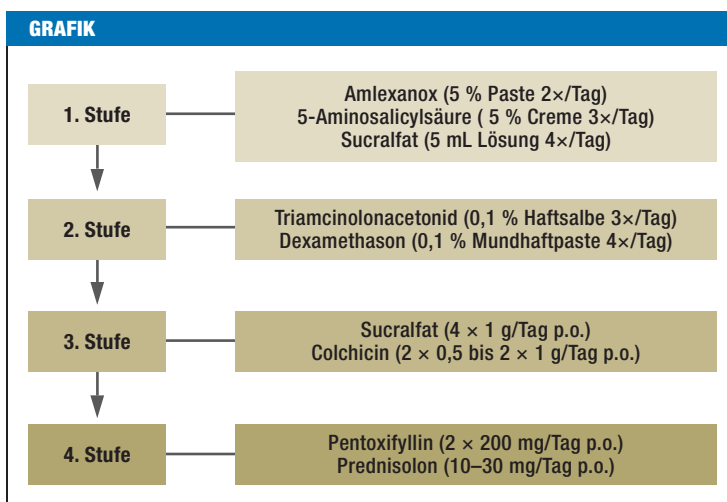 GRAFIK
1. Stufe
Amlexanox (5 % Paste 2×/Tag)
5-Aminosalicylsäure ( 5 % Creme 3×/Tag)
Sucralfat (5 mL Lösung 4×/Tag)
2. Stufe
Triamcinolonacetonid (0,1 % Haftsalbe 3×/Tag)
Dexamethason (0,1 % Mundhaftpaste 4×/Tag)
3. Stufe
Sucralfat (4 × 1 g/Tag p.o.)
Colchicin (2 × 0,5 bis 2 × 1 g/Tag p.o.)
4. Stufe
Pentoxifyllin (2 × 200 mg/Tag p.o.)
Prednisolon (10–30 mg/Tag p.o.)